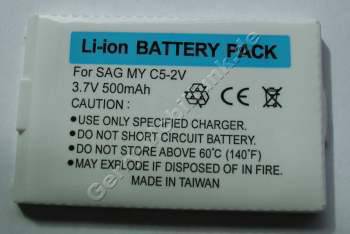 Li-ion BATTERY PACK
For SAG MY C5-2V
3.7V 500mAh
CAUTION :
• USE ONLY SPECIFIED CHARGER
• DO NOT SHORT CIRCUIT
• DO NOT STORE ABOVE 60°C (140°F)
• MAY EXPLODE IF DISPOSED OF IN FIRE
• MADE IN TAIWAN